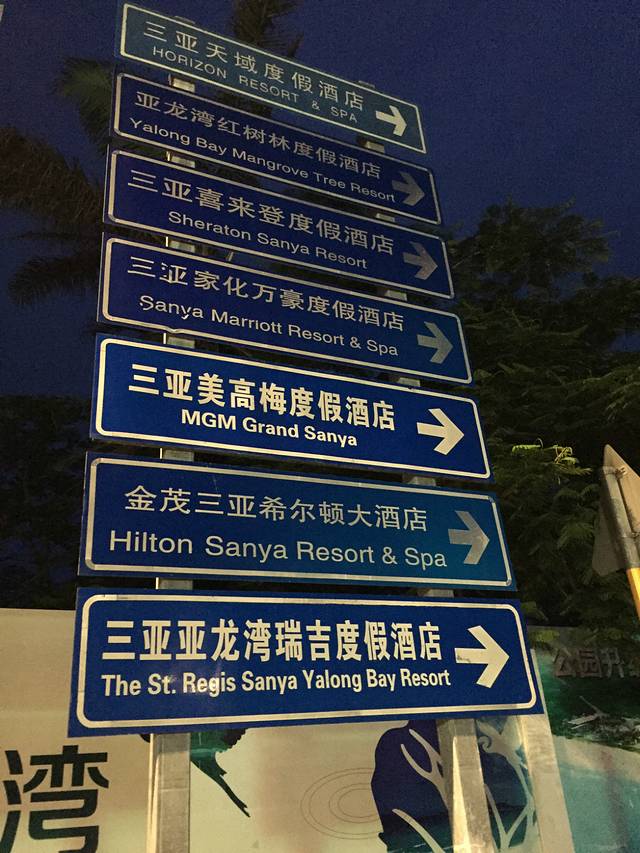 三亚天域度假酒店
HORIZON RESORT & SPA
亚龙湾红树林度假酒店
Yalong Bay Mangrove Tree Resort
三亚喜来登度假酒店
Sheraton Sanya Resort
三亚家化万豪度假酒店
Sanya Marriott Resort & Spa
三亚美高梅度假酒店
MGM Grand Sanya
金茂三亚希尔顿大酒店
Hilton Sanya Resort & Spa
三亚亚龙湾瑞吉度假酒店
The St. Regis Sanya Yalong Bay Resort
公园升
湾